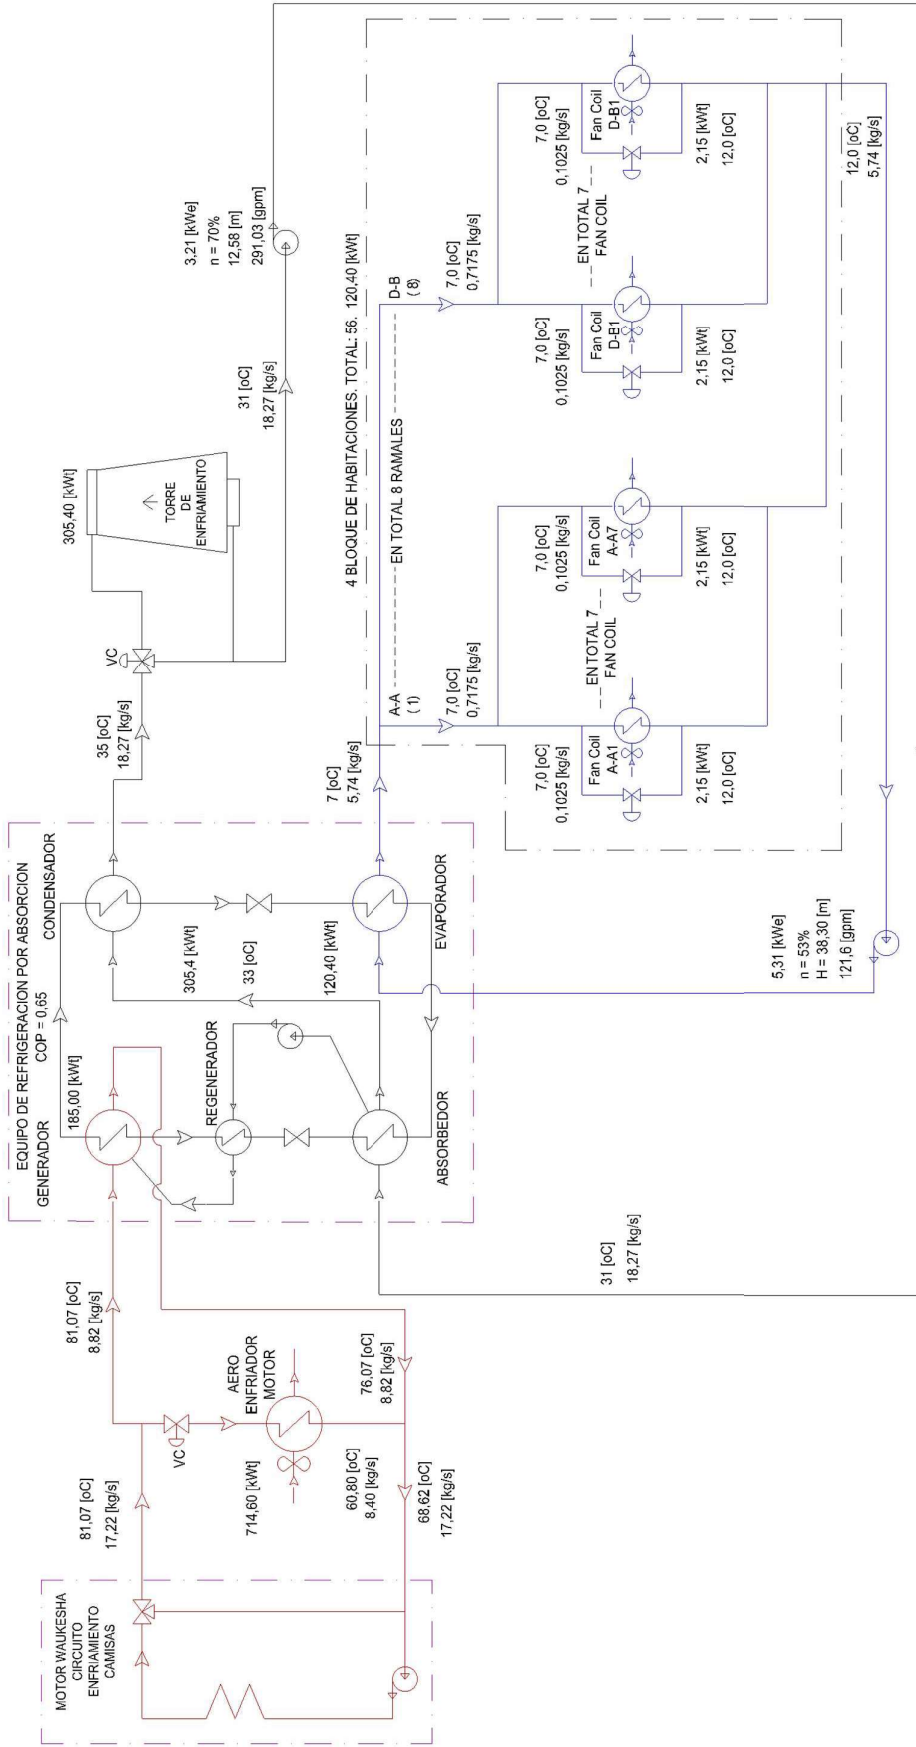 MOTOR WAUKESHA
CIRCUITO
ENFRIAMIENTO
CAMISAS
81,07 [oC]
17,22 [kg/s]
VC
714,60 [kWt]
AERO
ENFRIADOR
MOTOR
60,80 [oC]
8,40 [kg/s]
68,62 [oC]
17,22 [kg/s]
81,07 [oC]
8,82 [kg/s]
76,07 [oC]
8,82 [kg/s]
EQUIPO DE REFRIGERACION POR ABSORCION
COP = 0.65
GENERADOR
185,00 [kWt]
CONDENSADOR
REGENERADOR
305,4 [kWt]
33 [oC]
120,40 [kWt]
ABSORBEDOR
EVAPORADOR
31 [oC]
18,27 [kg/s]
35 [oC]
18,27 [kg/s]
VC
305,40 [kWt]
TORRE
DE
ENFRIAMIENTO
31 [oC]
18,27 [kg/s]
3,21 [kWe]
n = 70%
12,58 [m]
291,03 [gpm]
7 [oC]
5,74 [kg/s]
4 BLOQUE DE HABITACIONES. TOTAL: 56. 120,40 [kWt]
A-A
( 1)
EN TOTAL 8 RAMALES
D-B
( 8)
7,0 [oC]
0,7175 [kg/s]
7,0 [oC]
0,7175 [kg/s]
7,0 [oC]
0,1025 [kg/s]
Fan Coil
A-A1
2,15 [kWt]
12,0 [oC]
EN TOTAL 7
FAN COIL
7,0 [oC]
0,1025 [kg/s]
Fan Coil
A-A7
2,15 [kWt]
12,0 [oC]
7,0 [oC]
0,1025 [kg/s]
Fan Coil
D-B1
2,15 [kWt]
12,0 [oC]
EN TOTAL 7
FAN COIL
7,0 [oC]
0,1025 [kg/s]
Fan Coil
D-B1
2,15 [kWt]
12,0 [oC]
12,0 [oC]
5,74 [kg/s]
5,31 [kWe]
n = 53%
H = 38,30 [m]
121,6 [gpm]